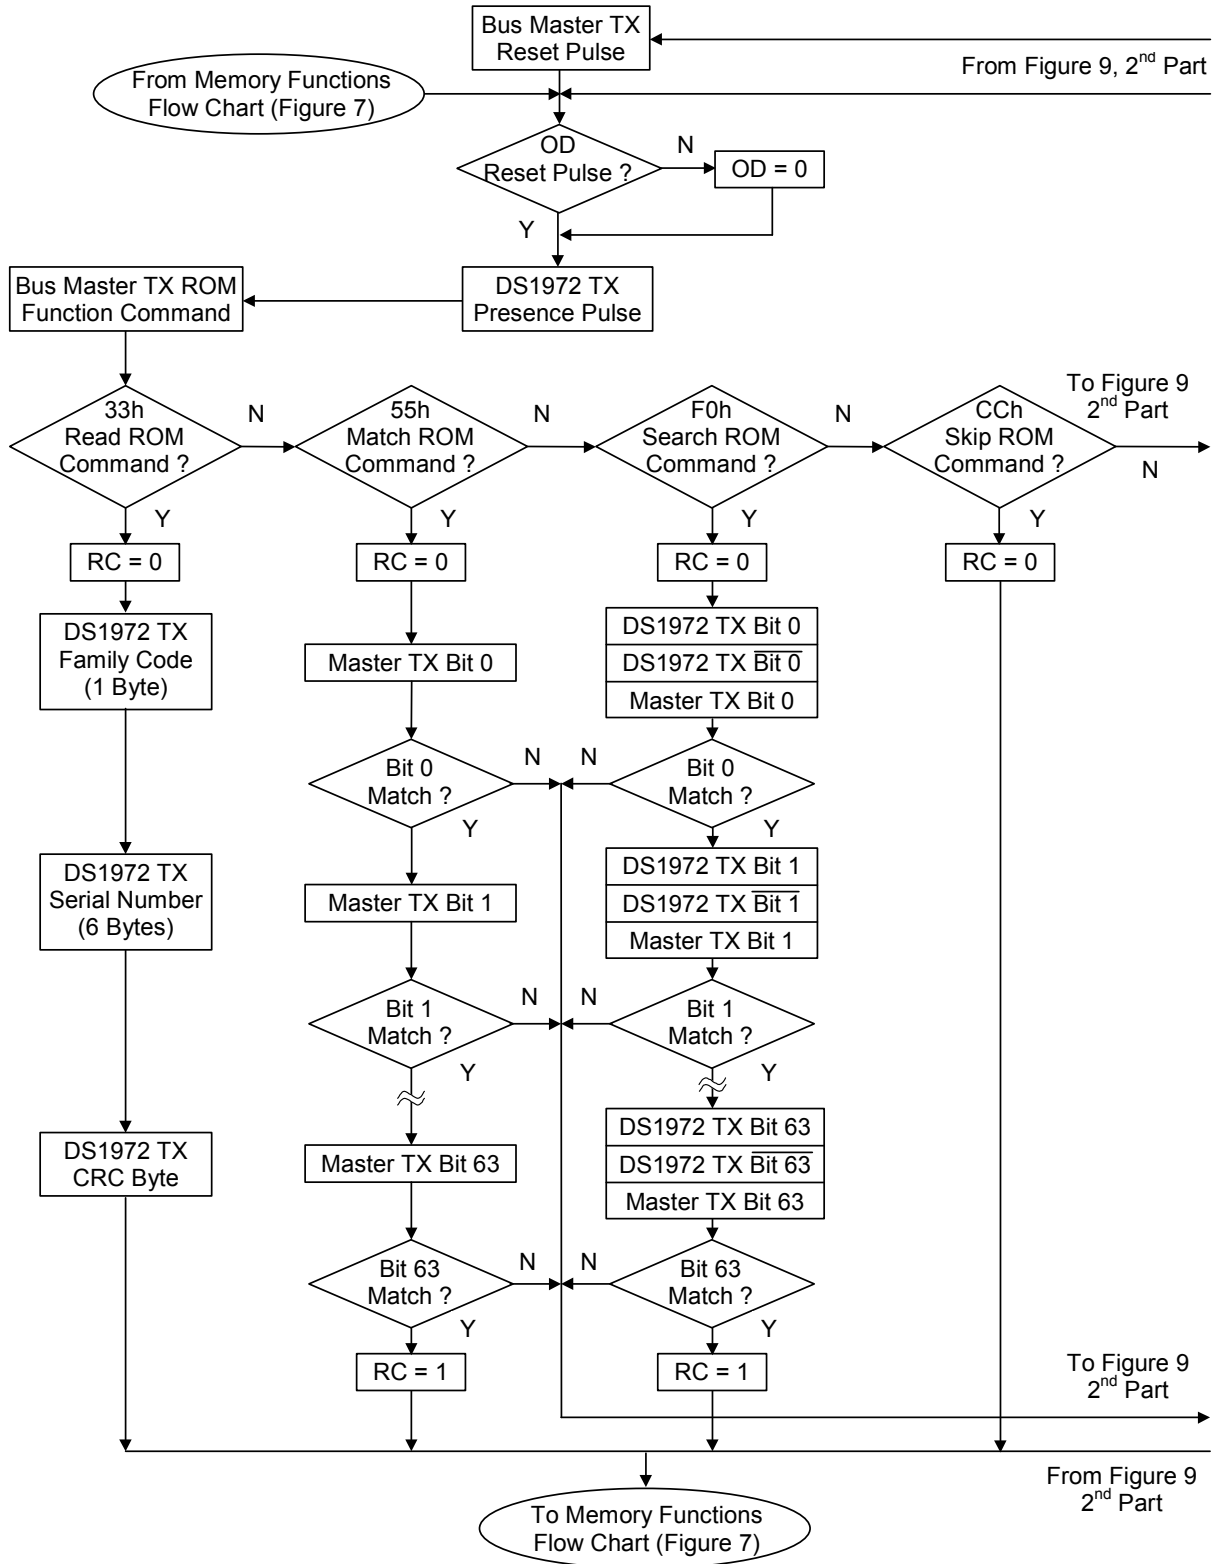 Bus Master TX
Reset Pulse
From Figure 9, 2nd Part
From Memory Functions
Flow Chart (Figure 7)
OD
Reset Pulse ?
N
OD = 0
Y
Bus Master TX ROM
Function Command
DS1972 TX
Presence Pulse
To Figure 9
2nd Part
33h
Read ROM
Command ?
N
55h
Match ROM
Command ?
N
F0h
Search ROM
Command ?
N
CCh
Skip ROM
Command ?
N
Y
Y
Y
Y
RC = 0
RC = 0
RC = 0
RC = 0
DS1972 TX
Family Code
(1 Byte)
Master TX Bit 0
DS1972 TX Bit 0
DS1972 TX B̅i̅t̅ ̅0̅
Master TX Bit 0
Bit 0
Match ?
N
N
Bit 0
Match ?
Y
Y
DS1972 TX
Serial Number
(6 Bytes)
Master TX Bit 1
DS1972 TX Bit 1
DS1972 TX B̅i̅t̅ ̅1̅
Master TX Bit 1
Bit 1
Match ?
N
N
Bit 1
Match ?
Y
Y
DS1972 TX
CRC Byte
Master TX Bit 63
DS1972 TX Bit 63
DS1972 TX B̅i̅t̅ ̅6̅3̅
Master TX Bit 63
Bit 63
Match ?
N
N
Bit 63
Match ?
Y
Y
RC = 1
RC = 1
To Figure 9
2nd Part
From Figure 9
2nd Part
To Memory Functions
Flow Chart (Figure 7)